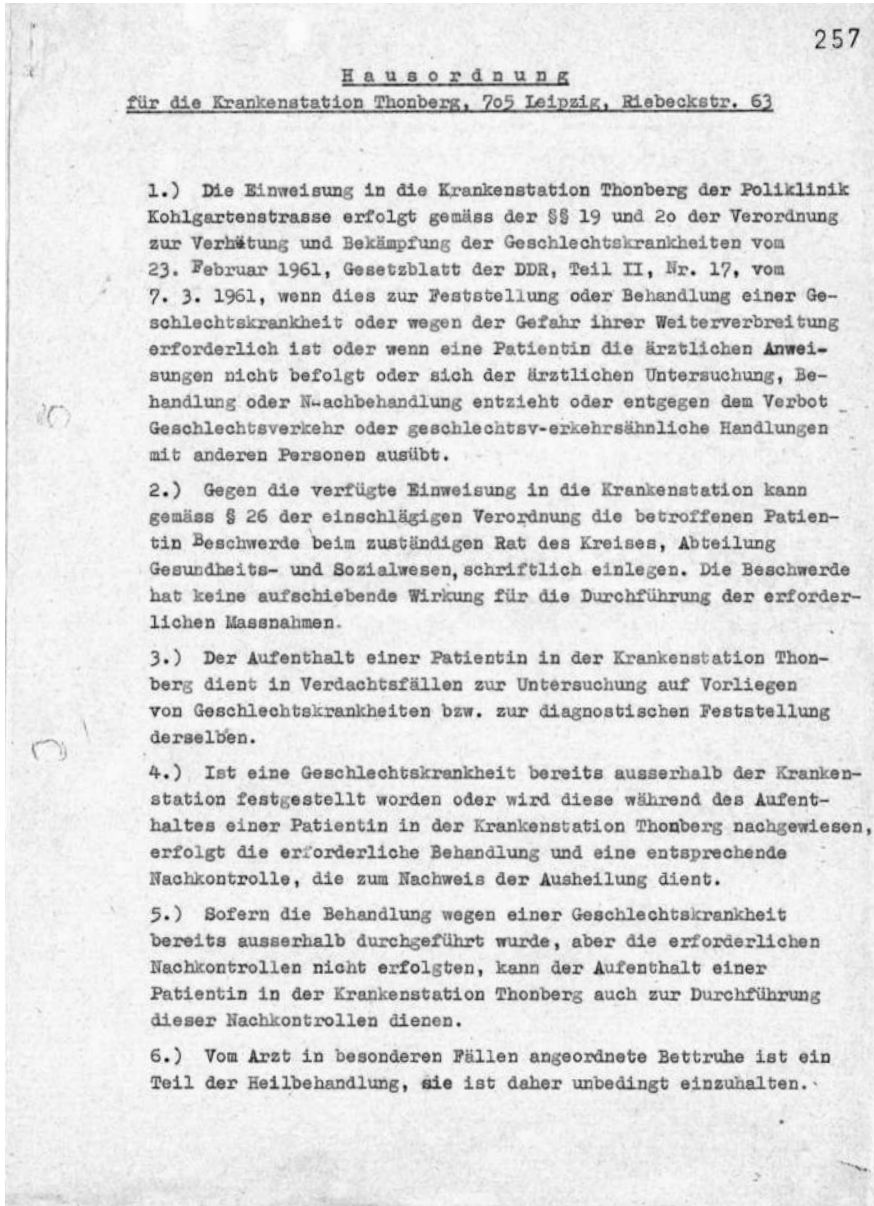 257
Hausordnung
für die Krankenstation Thonberg, 7o5 Leipzig, Riebeckstr. 63
1.) Die Einweisung in die Krankenstation Thonberg der Poliklinik
Kohlgartenstrasse erfolgt gemäss der §§ 19 und 2o der Verordnung
zur Verhütung und Bekämpfung der Geschlechtskrankheiten vom
23. Februar 1961, Gesetzblatt der DDR, Teil II, Nr. 17, vom
7. 3. 1961, wenn dies zur Feststellung oder Behandlung einer Ge-
schlechtskrankheit oder wegen der Gefahr ihrer Weiterverbreitung
erforderlich ist oder wenn eine Patientin die ärztlichen Anwei-
sungen nicht befolgt oder sich der ärztlichen Untersuchung, Be-
handlung oder N-achbehandlung entzieht oder entgegen dem Verbot
Geschlechtsverkehr oder geschlechtsv-erkehrsähnliche Handlungen
mit anderen Personen ausübt.
2.) Gegen die verfügte Einweisung in die Krankenstation kann
gemäss § 26 der einschlägigen Verordnung die betroffenen Patien-
tin Beschwerde beim zuständigen Rat des Kreises, Abteilung
Gesundheits- und Sozialwesen, schriftlich einlegen. Die Beschwerde
hat keine aufschiebende Wirkung für die Durchführung der erforder-
lichen Massnahmen.
3.) Der Aufenthalt einer Patientin in der Krankenstation Thon-
berg dient in Verdachtsfällen zur Untersuchung auf Vorliegen
von Geschlechtskrankheiten bzw. zur diagnostischen Feststellung
derselben.
4.) Ist eine Geschlechtskrankheit bereits ausserhalb der Kranken-
station festgestellt worden oder wird diese während des Aufent-
haltes einer Patientin in der Krankenstation Thonberg nachgewiesen,
erfolgt die erforderliche Behandlung und eine entsprechende
Nachkontrolle, die zum Nachweis der Ausheilung dient.
5.) Sofern die Behandlung wegen einer Geschlechtskrankheit
bereits ausserhalb durchgeführt wurde, aber die erforderlichen
Nachkontrollen nicht erfolgten, kann der Aufenthalt einer
Patientin in der Krankenstation Thonberg auch zur Durchführung
dieser Nachkontrollen dienen.
6.) Vom Arzt in besonderen Fällen angeordnete Bettruhe ist ein
Teil der Heilbehandlung, sie ist daher unbedingt einzuhalten.